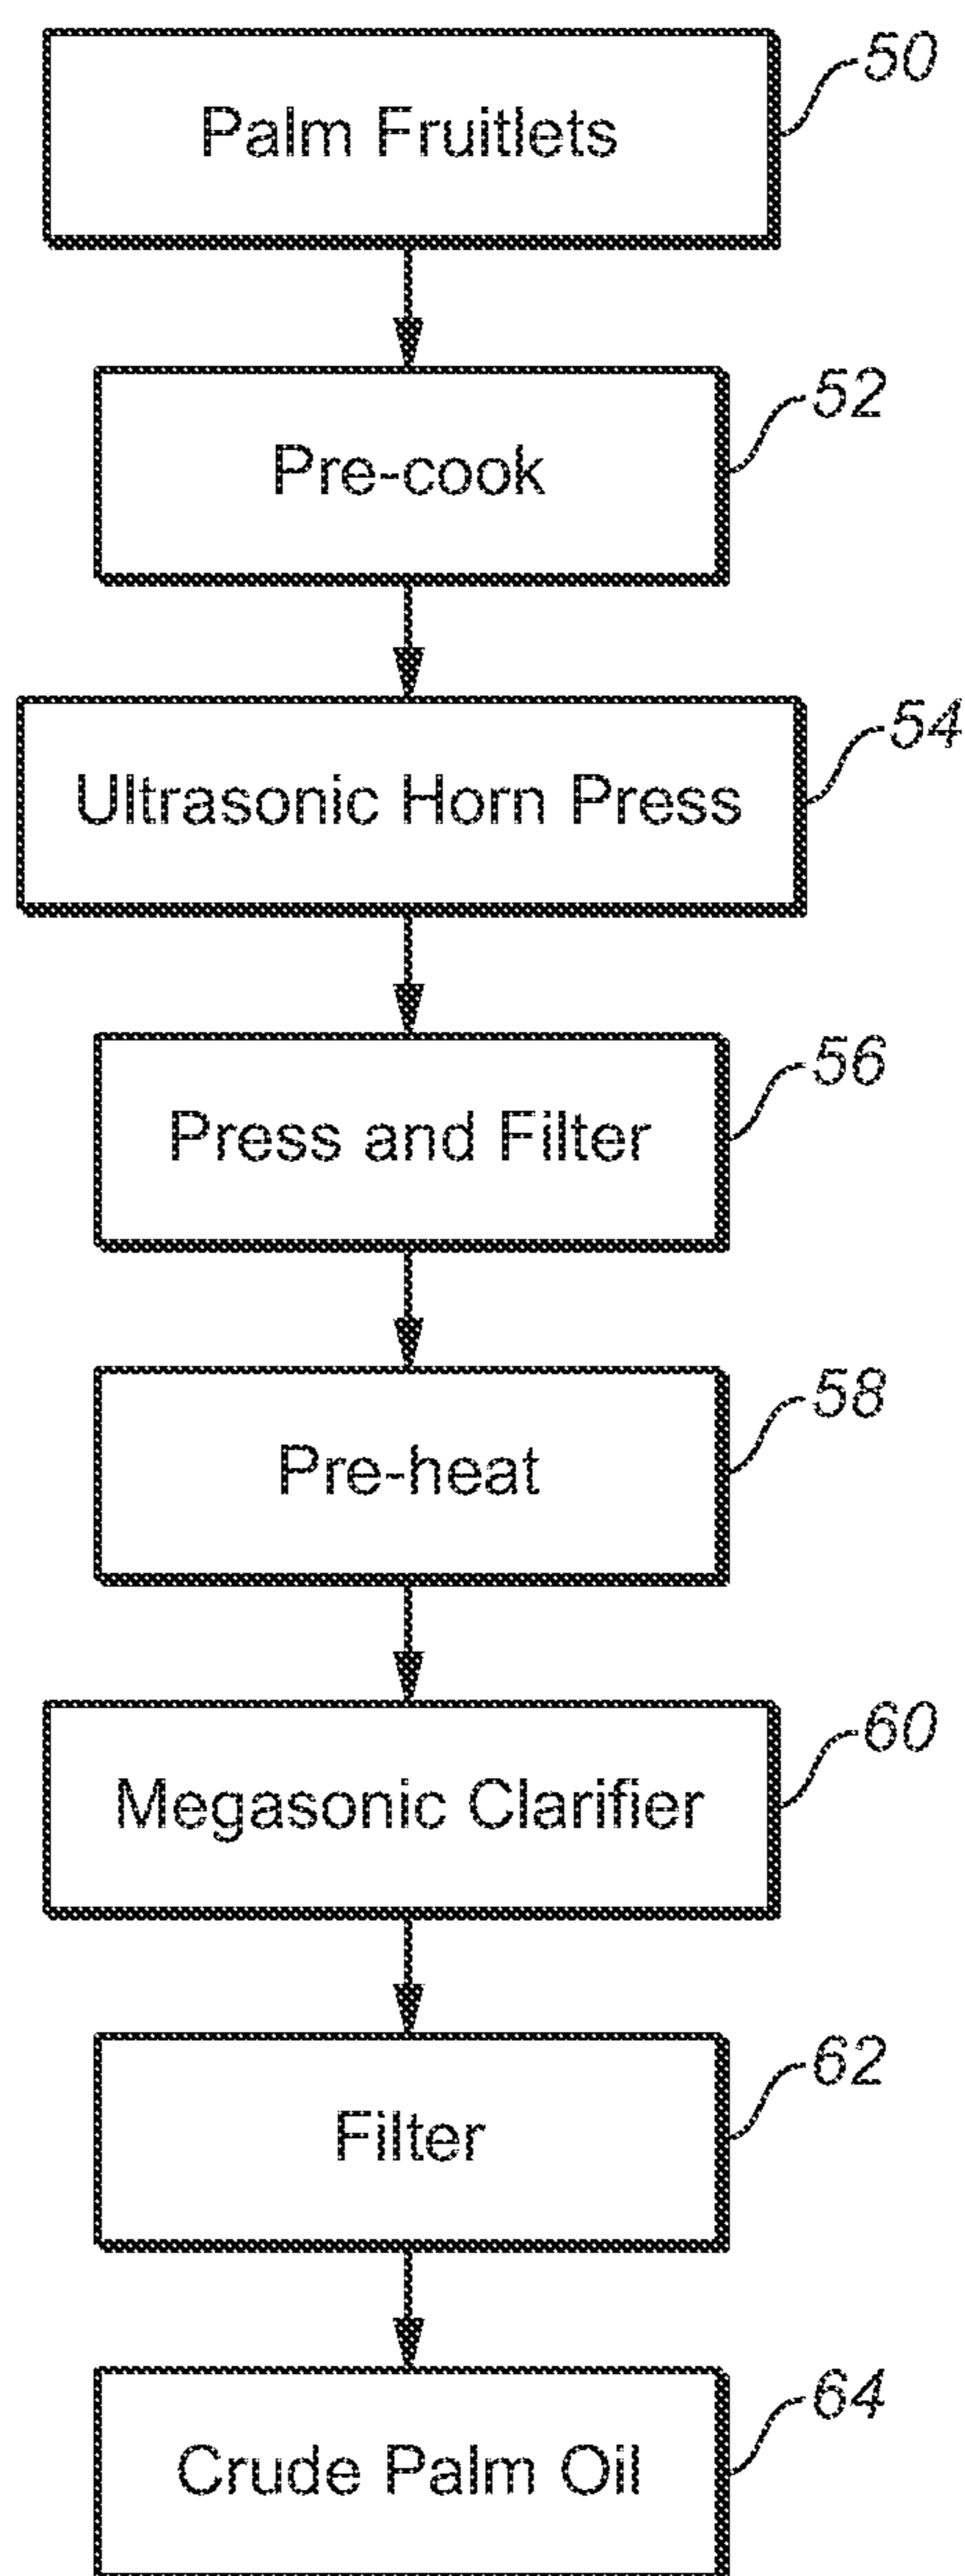 Palm Fruitlets
50
Pre-cook
52
Ultrasonic Horn Press
54
Press and Filter
56
Pre-heat
58
Megasonic Clarifier
60
Filter
62
Crude Palm Oil
64